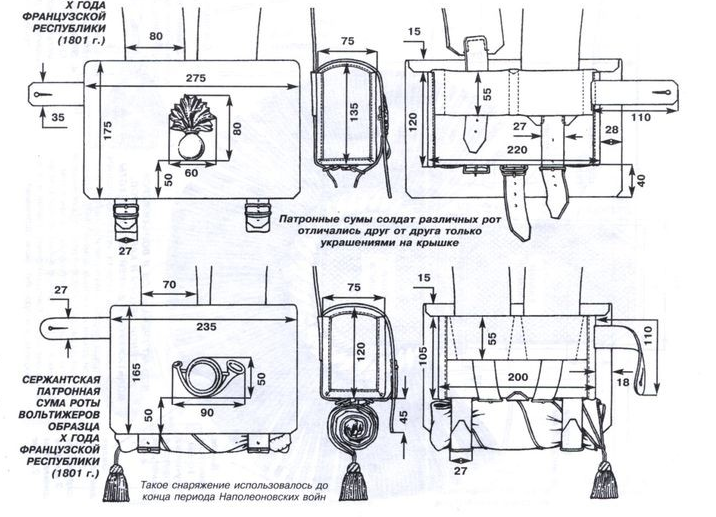 X ГОДА
ФРАНЦУЗСКОЙ
РЕСПУБЛИКИ
(1801 г.)
80
275
35
175
80
60
50
27
75
135
15
55
120
27
220
110
28
40
Патронные сумы солдат различных рот
отличались друг от друга только
украшениями на крышке
27
70
235
165
50
90
50
75
120
45
15
55
105
200
110
18
27
СЕРЖАНТСКАЯ
ПАТРОННАЯ
СУМА РОТЫ
ВОЛЬТИЖЕРОВ
ОБРАЗЦА
X ГОДА
ФРАНЦУЗСКОЙ
РЕСПУБЛИКИ
(1801 г.)
Такое снаряжение использовалось до
конца периода Наполеоновских войн